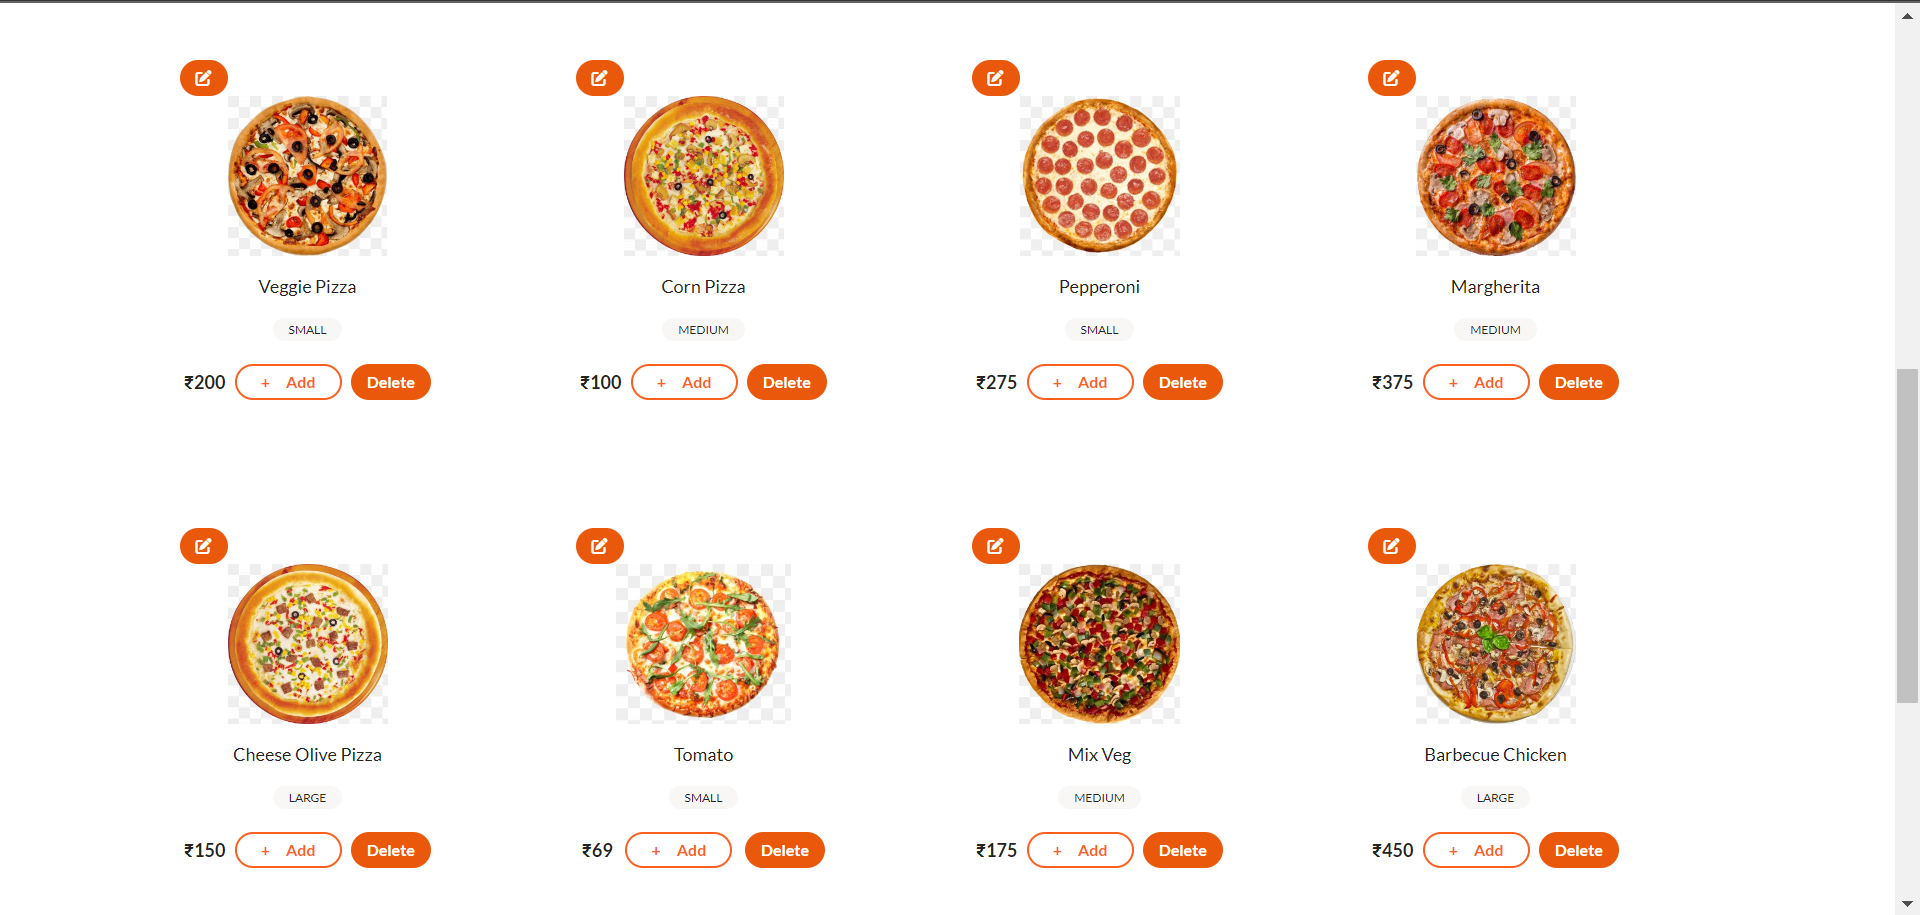 Veggie Pizza
Corn Pizza
Pepperoni
Margherita
SMALL
MEDIUM
SMALL
MEDIUM
₹200 + Add Delete
₹100 + Add Delete
₹275 + Add Delete
₹375 + Add Delete
Cheese Olive Pizza
Tomato
Mix Veg
Barbecue Chicken
LARGE
SMALL
MEDIUM
LARGE
₹150 + Add Delete
₹69 + Add Delete
₹175 + Add Delete
₹450 + Add Delete